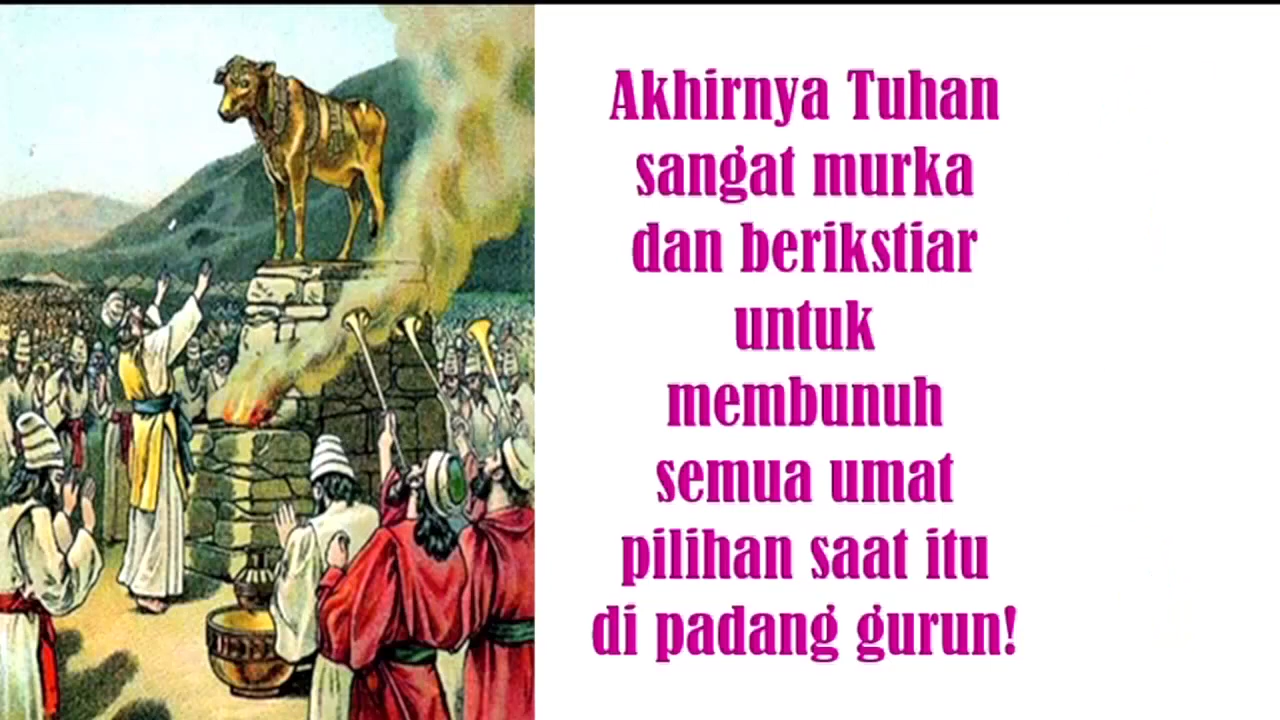 Akhirnya Tuhan
sangat murka
dan berikstiar
untuk
membunuh
semua umat
pilihan saat itu
di padang gurun!